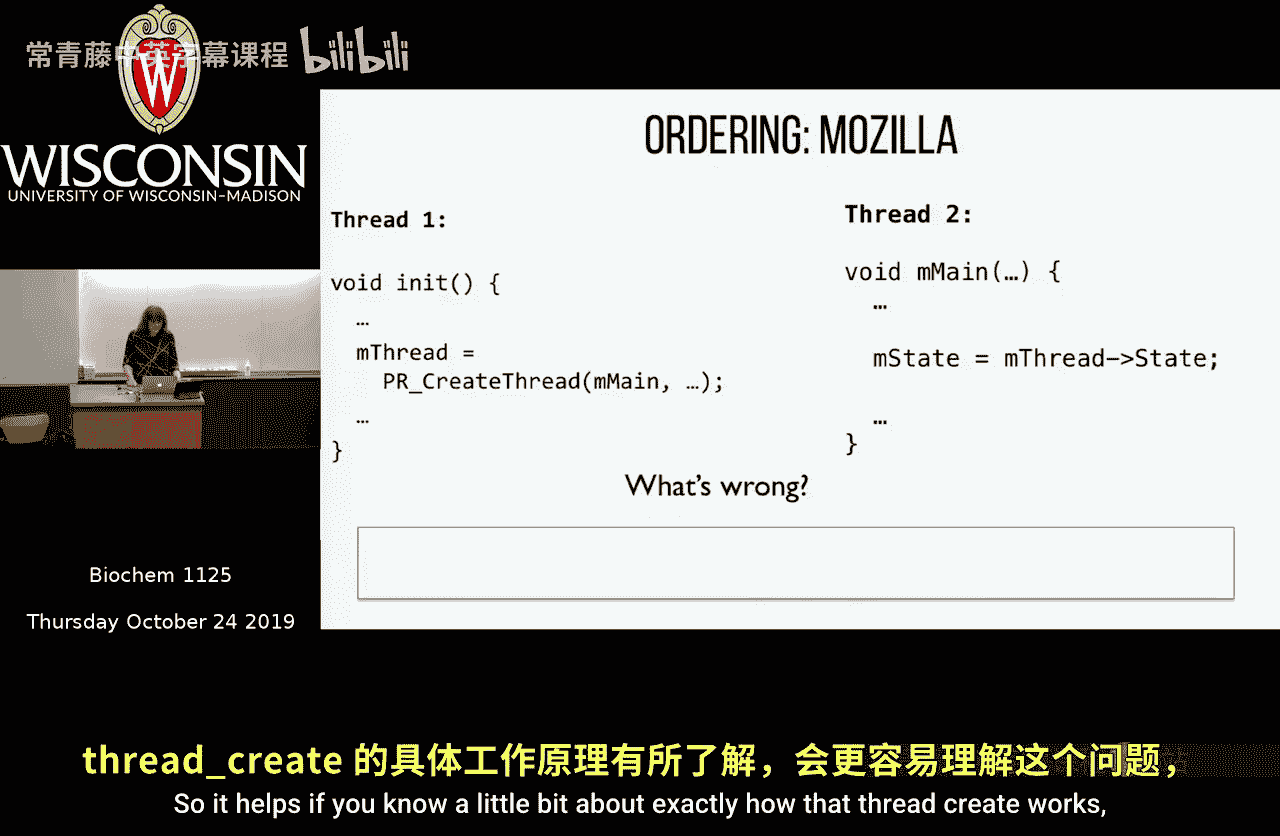 常青藤中英字幕课程 bilibili
W
WISCONSIN
UNIVERSITY OF WISCONSIN-MADISON
ORDERING: MOZILLA
Thread 1:
void init() {
…
mThread =
PR_CreateThread(mMain, …);
…
}
Thread 2:
void mMain(…) {
…
mState = mThread->State;
…
}
What's wrong?
Biochem 1125
Thursday October 24 2019
thread_create 的具体工作原理有所了解，会更容易理解这个问题，
So it helps if you know a little bit about exactly how that thread create works,